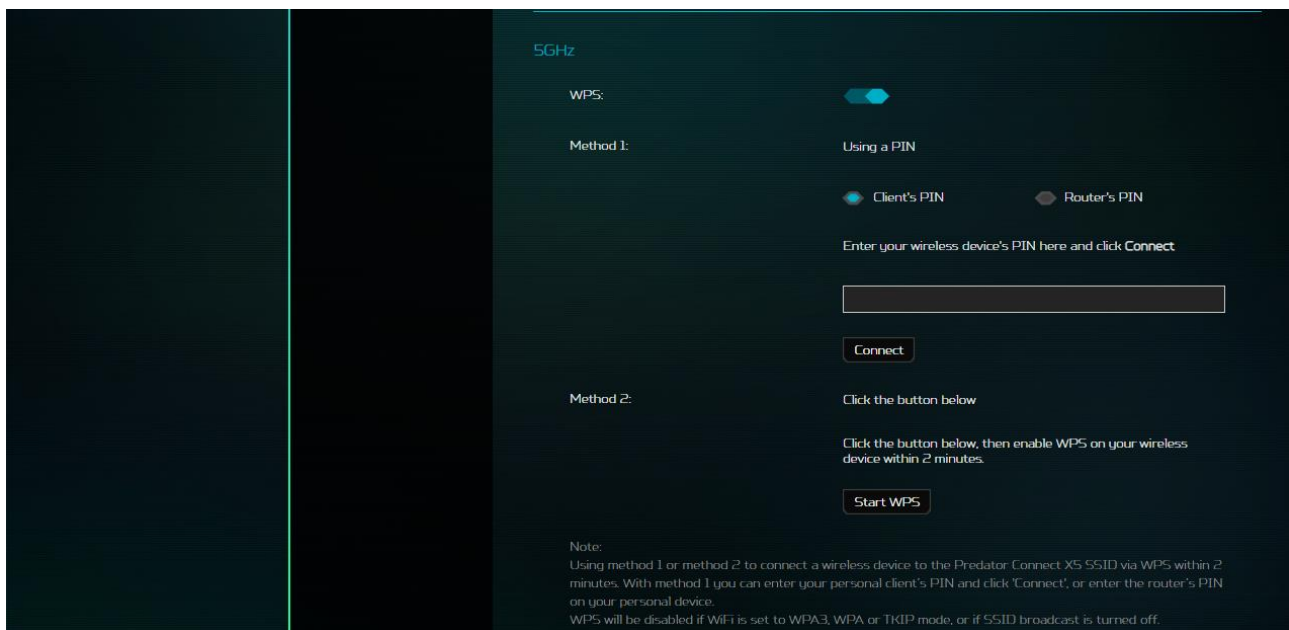 5GHz
WPS:
Method 1:
Using a PIN
Client's PIN
Router's PIN
Enter your wireless device's PIN here and click Connect
Connect
Method 2:
Click the button below
Click the button below, then enable WPS on your wireless
device within 2 minutes.
Start WPS
Note:
Using method 1 or method 2 to connect a wireless device to the Predator Connect X5 SSID via WPS within 2
minutes. With method 1 you can enter your personal client's PIN and click 'Connect', or enter the router's PIN
on your personal device.
WPS will be disabled if WiFi is set to WPA3, WPA or TKIP mode, or if SSID broadcast is turned off.